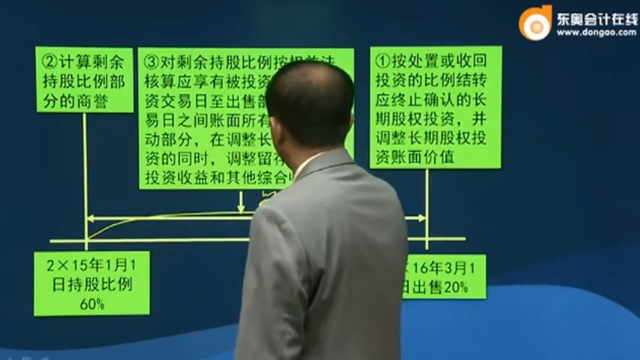 东奥会计在线
www.dongao.com
②计算剩余
持股比例部
分的商誉
③对剩余持股比例按权益法
核算应享有被投资
资交易日至出售部
易日之间账面所有
动部分,在调整长
资的同时,调整留存
投资收益和其他综合收
①按处置或收回
投资的比例结转
应终止确认的长
期股权投资,并
调整长期股权投
资账面价值
2×15年1月1
日持股比例
60%
×16年3月1
日出售20%